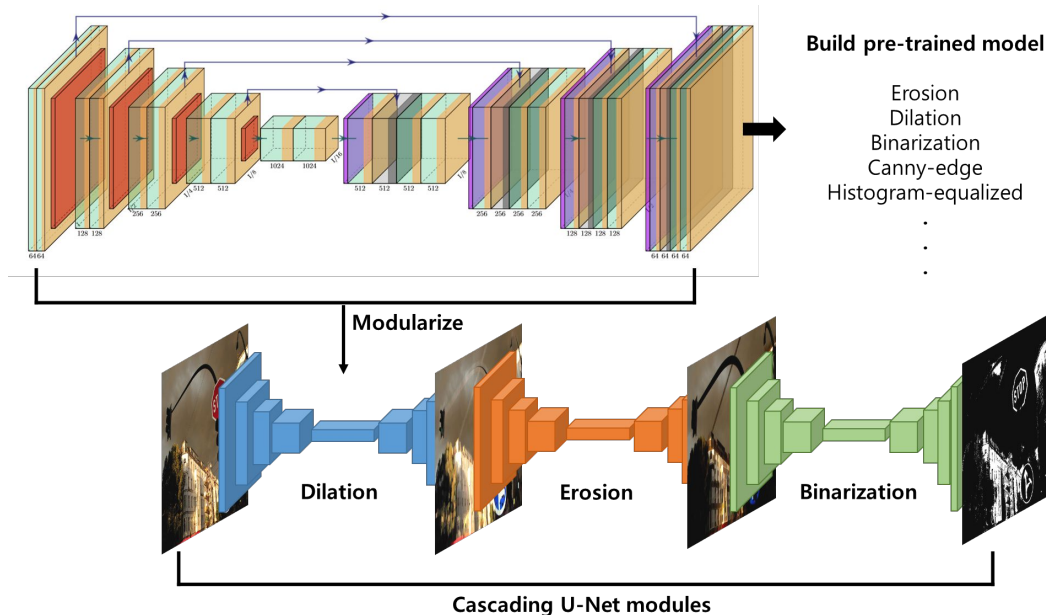 Build pre-trained model
Erosion
Dilation
Binarization
Canny-edge
Histogram-equalized
.
.
.
64 64
128 128
256 256
1/4
512 512
1/8
1024 1024
1/16
512 512 512 512
1/8
256 256 256 256
128 128 128 128
64 64 64 64
Modularize
STOP
Dilation
Erosion
Binarization
Cascading U-Net modules